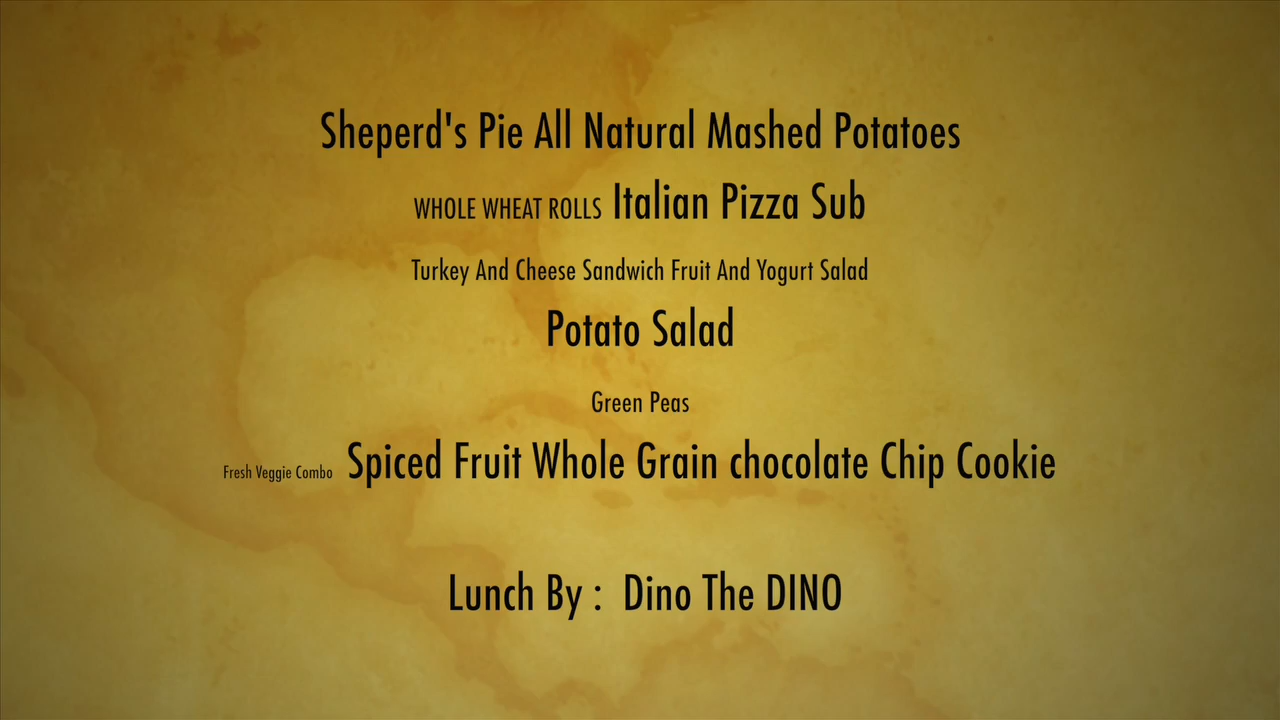 Sheperd's Pie All Natural Mashed Potatoes
WHOLE WHEAT ROLLS Italian Pizza Sub
Turkey And Cheese Sandwich Fruit And Yogurt Salad
Potato Salad
Green Peas
Fresh Veggie Combo Spiced Fruit Whole Grain chocolate Chip Cookie
Lunch By : Dino The DINO